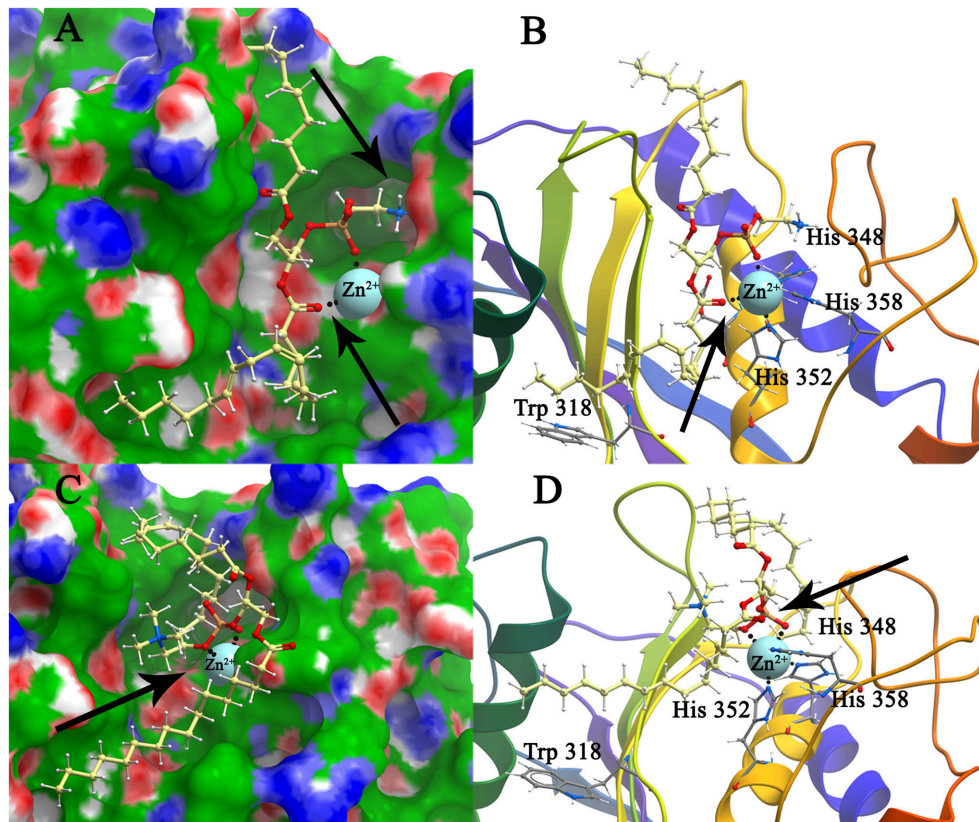 A
B
Zn2+
His 348
Zn2+
His 358
His 352
Trp 318
C
D
Zn2+
His 348
Zn2+
His 352
His 358
Trp 318